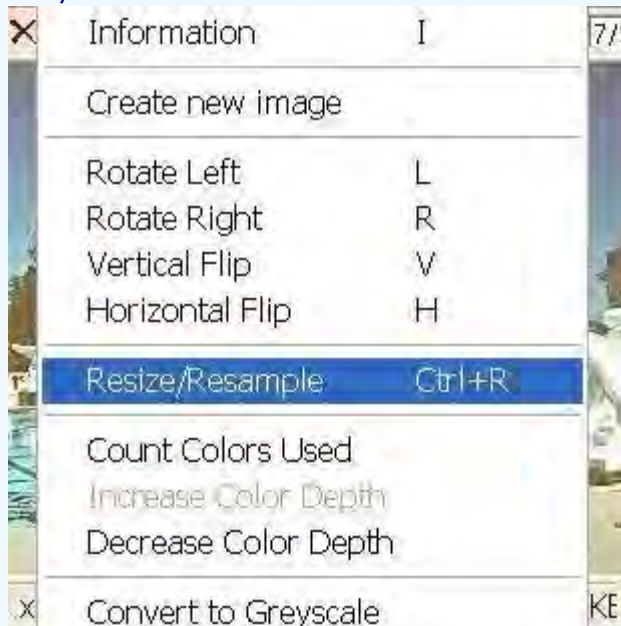 Information I
Create new image
Rotate Left L
Rotate Right R
Vertical Flip V
Horizontal Flip H
Resize/Resample Ctrl+R
Count Colors Used
Increase Color Depth
Decrease Color Depth
Convert to Greyscale